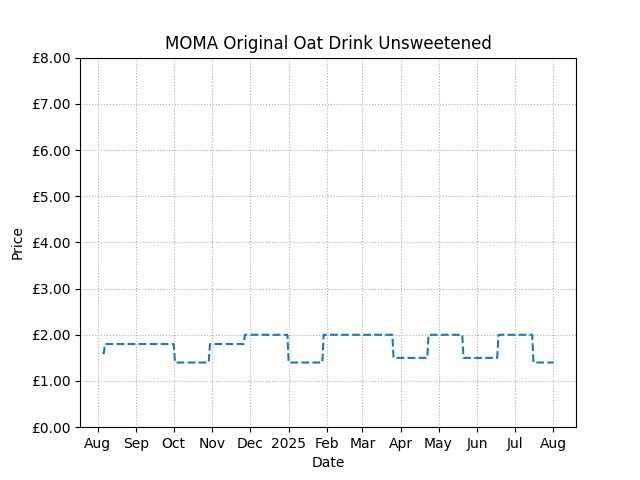 MOMA Original Oat Drink Unsweetened
£8.00
£7.00
£6.00
£5.00
£4.00
£3.00
£2.00
£1.00
£0.00
Price
Aug Sep Oct Nov Dec 2025 Feb Mar Apr May Jun Jul Aug
Date